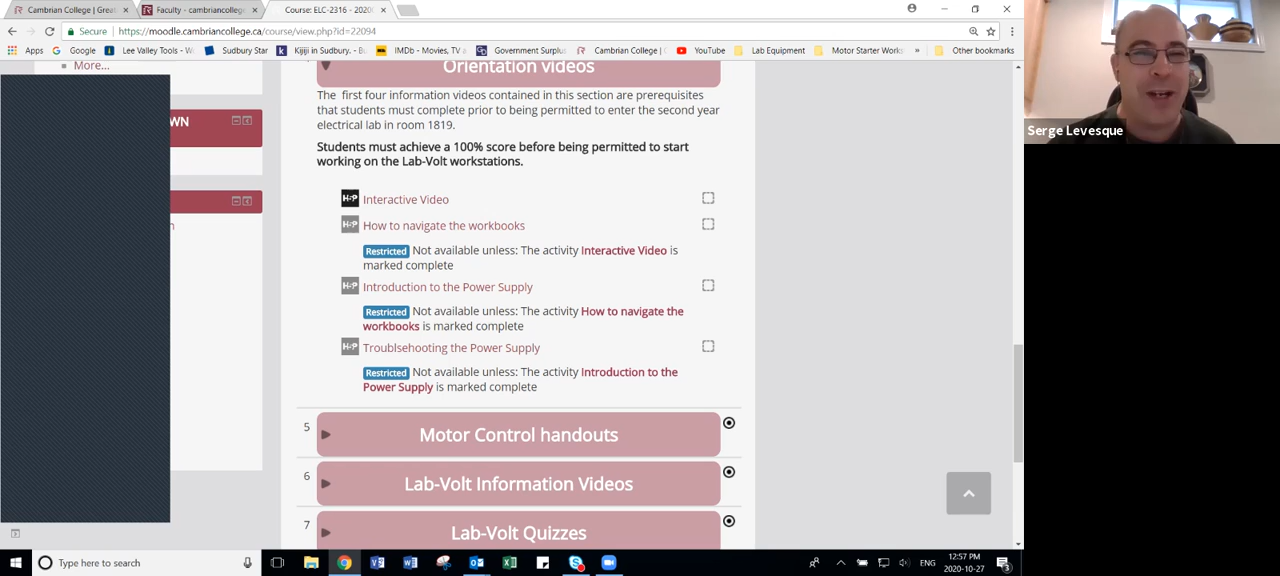 Cambrian College | Great
Faculty - cambriancollege
Course: ELC-2316 - 2020
Secure
https://moodle.cambriancollege.ca/course/view.php?id=22094
Apps
Google
Lee Valley Tools - Wi
Sudbury Star
Kijiji in Sudbury. - Bu
IMDb - Movies, TV a
Government Surplus
Cambrian College | G
YouTube
Lab Equipment
Motor Starter Works
»
Other bookmarks
More...
WN
Orientation videos
The first four information videos contained in this section are prerequisites
that students must complete prior to being permitted to enter the second year
electrical lab in room 1819.
Students must achieve a 100% score before being permitted to start
working on the Lab-Volt workstations.
H-P Interactive Video
H-P How to navigate the workbooks
Restricted Not available unless: The activity Interactive Video is
marked complete
H-P Introduction to the Power Supply
Restricted Not available unless: The activity How to navigate the
workbooks is marked complete
H-P Troublsehooting the Power Supply
Restricted Not available unless: The activity Introduction to the
Power Supply is marked complete
5 Motor Control handouts
6 Lab-Volt Information Videos
7 Lab-Volt Quizzes
Serge Levesque
Type here to search
ENG
12:57 PM
2020-10-27
3